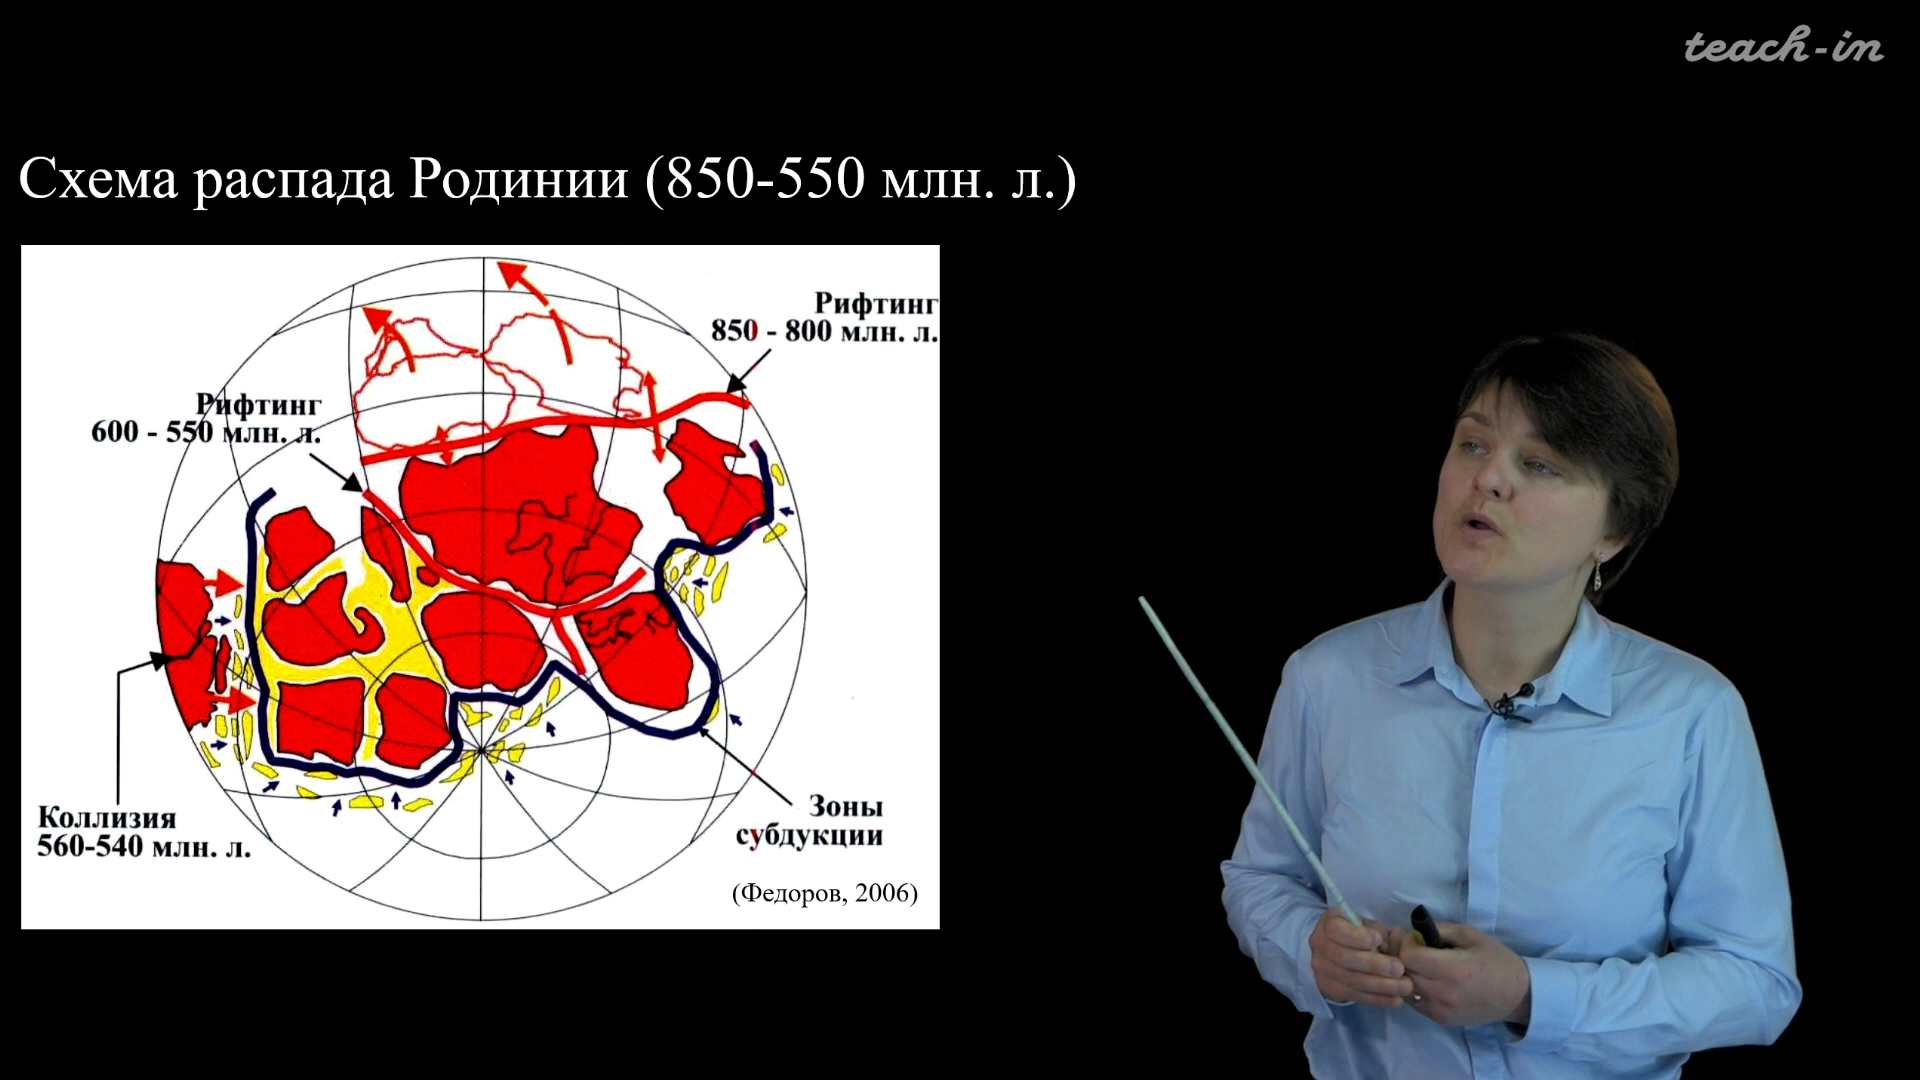 teach-in
Схема распада Родинии (850-550 млн. л.)
Рифтинг
850 - 800 млн. л.
Рифтинг
600 - 550 млн. л.
Коллизия
560-540 млн. л.
Зоны
субдукции
(Федоров, 2006)